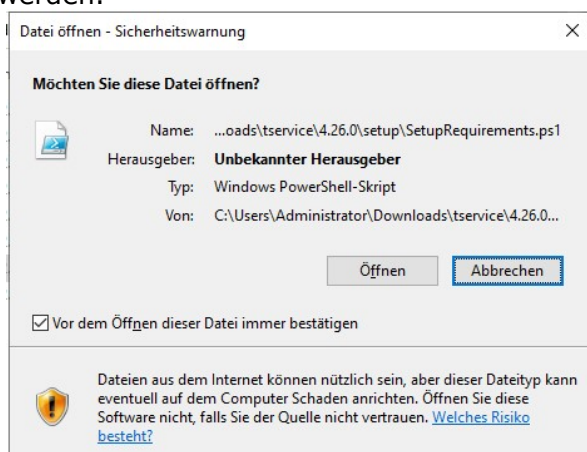 werden.
Datei öffnen - Sicherheitswarnung
Möchten Sie diese Datei öffnen?
Name: ...oads\tservice\4.26.0\setup\SetupRequirements.ps1
Herausgeber: Unbekannter Herausgeber
Typ: Windows PowerShell-Skript
Von: C:\Users\Administrator\Downloads\tservice\4.26.0...
Öffnen Abbrechen
Vor dem Öffnen dieser Datei immer bestätigen
Dateien aus dem Internet können nützlich sein, aber dieser Dateityp kann
eventuell auf dem Computer Schaden anrichten. Öffnen Sie diese
Software nicht, falls Sie der Quelle nicht vertrauen. Welches Risiko
besteht?